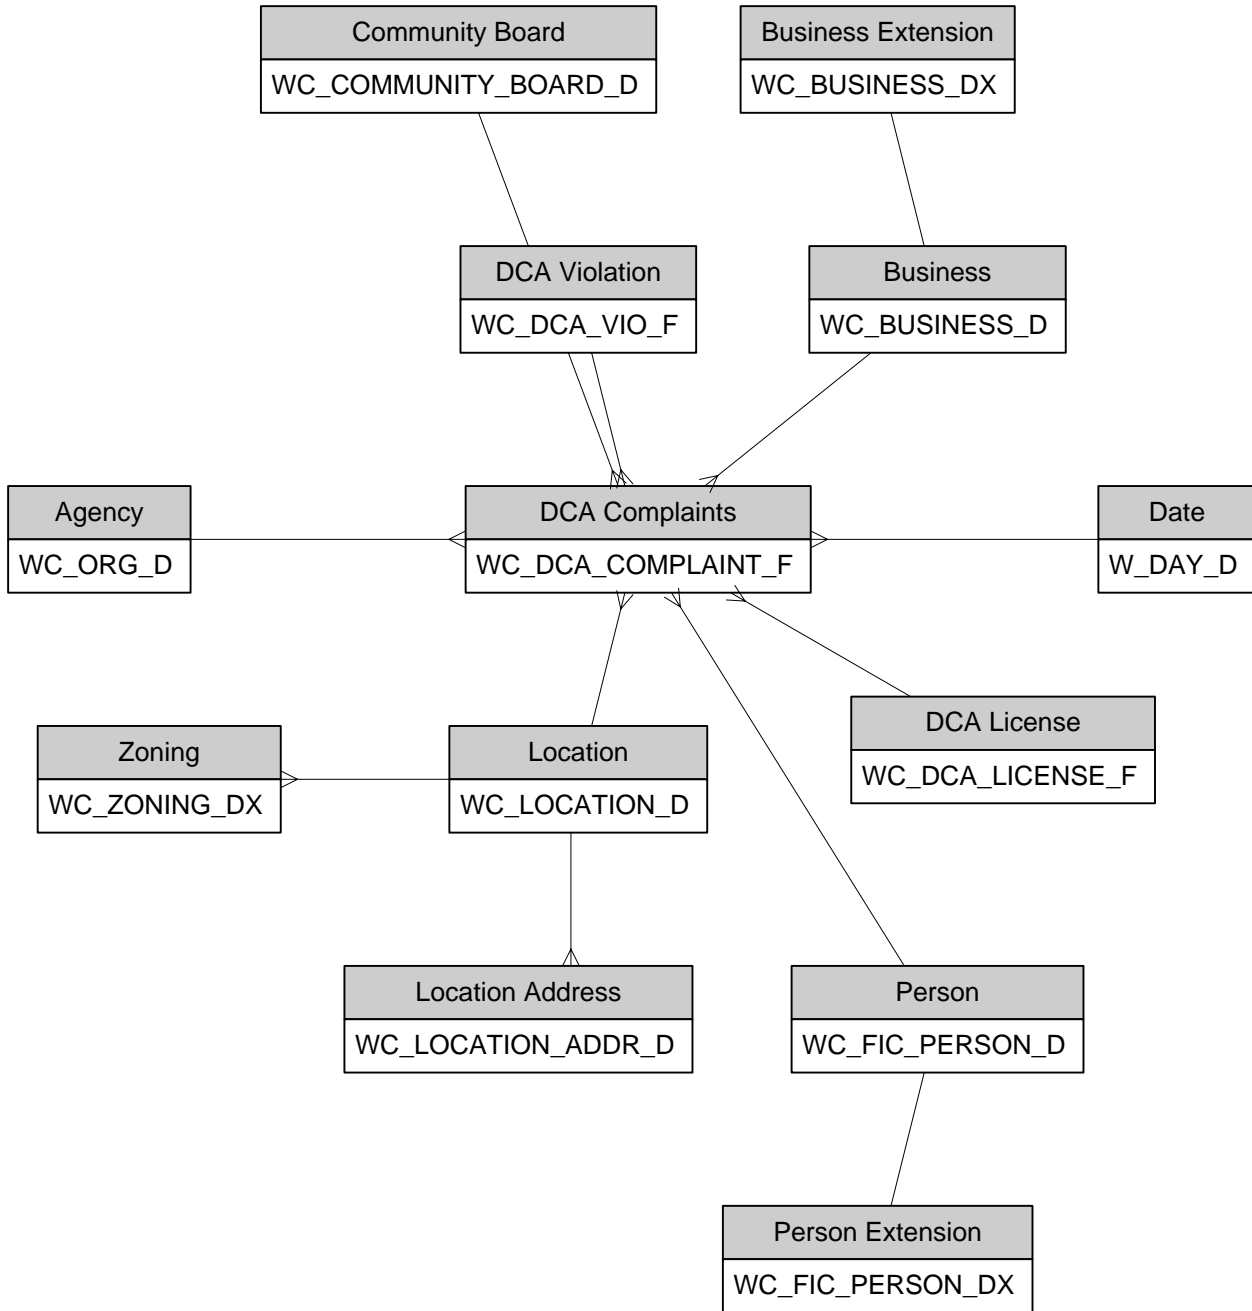 Community Board
WC_COMMUNITY_BOARD_D
Business Extension
WC_BUSINESS_DX
DCA Violation
WC_DCA_VIO_F
Business
WC_BUSINESS_D
Agency
WC_ORG_D
DCA Complaints
WC_DCA_COMPLAINT_F
Date
W_DAY_D
Zoning
WC_ZONING_DX
Location
WC_LOCATION_D
DCA License
WC_DCA_LICENSE_F
Location Address
WC_LOCATION_ADDR_D
Person
WC_FIC_PERSON_D
Person Extension
WC_FIC_PERSON_DX